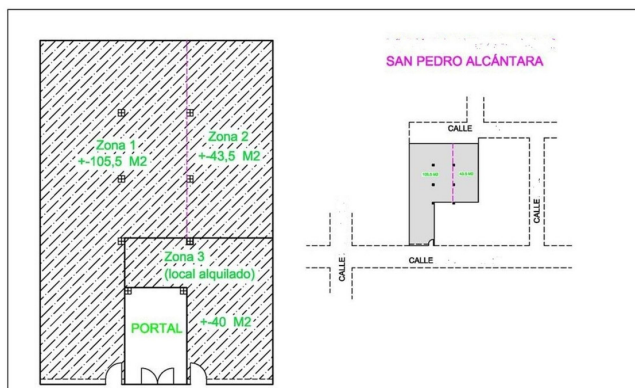 Zona 1
+-105,5 M2
Zona 2
+-43,5 M2
Zona 3
(local alquilado)
+-40 M2
PORTAL
SAN PEDRO ALCÁNTARA
CALLE
CALLE
CALLE
CALLE